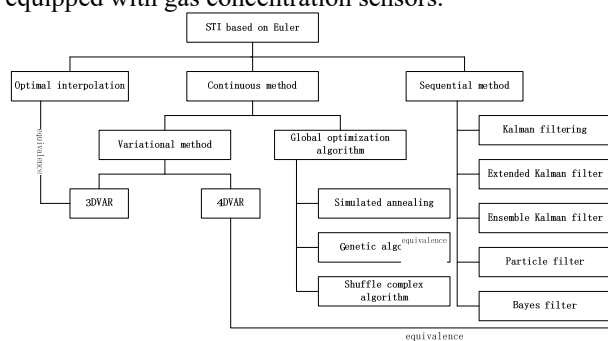 equipped with gas concentration sensors.
STI based on Euler
Optimal interpolation
Continuous method
Sequential method
equivalence
Variational method
Global optimization
algorithm
Kalman filtering
Extended Kalman filter
3DVAR
4DVAR
Simulated annealing
Ensemble Kalman filter
Genetic algo
equivalence
Particle filter
Shuffle complex
algorithm
Bayes filter
equivalence